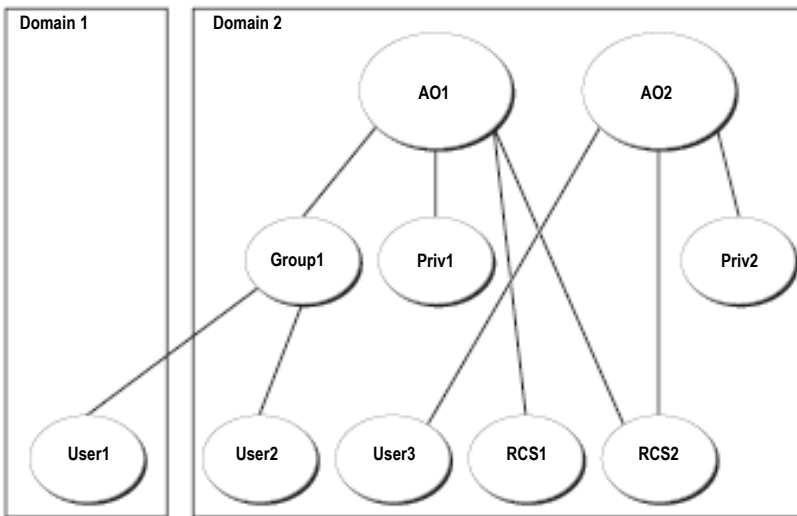 Domain 1
Domain 2
AO1
AO2
Group1
Priv1
Priv2
User1
User2
User3
RCS1
RCS2